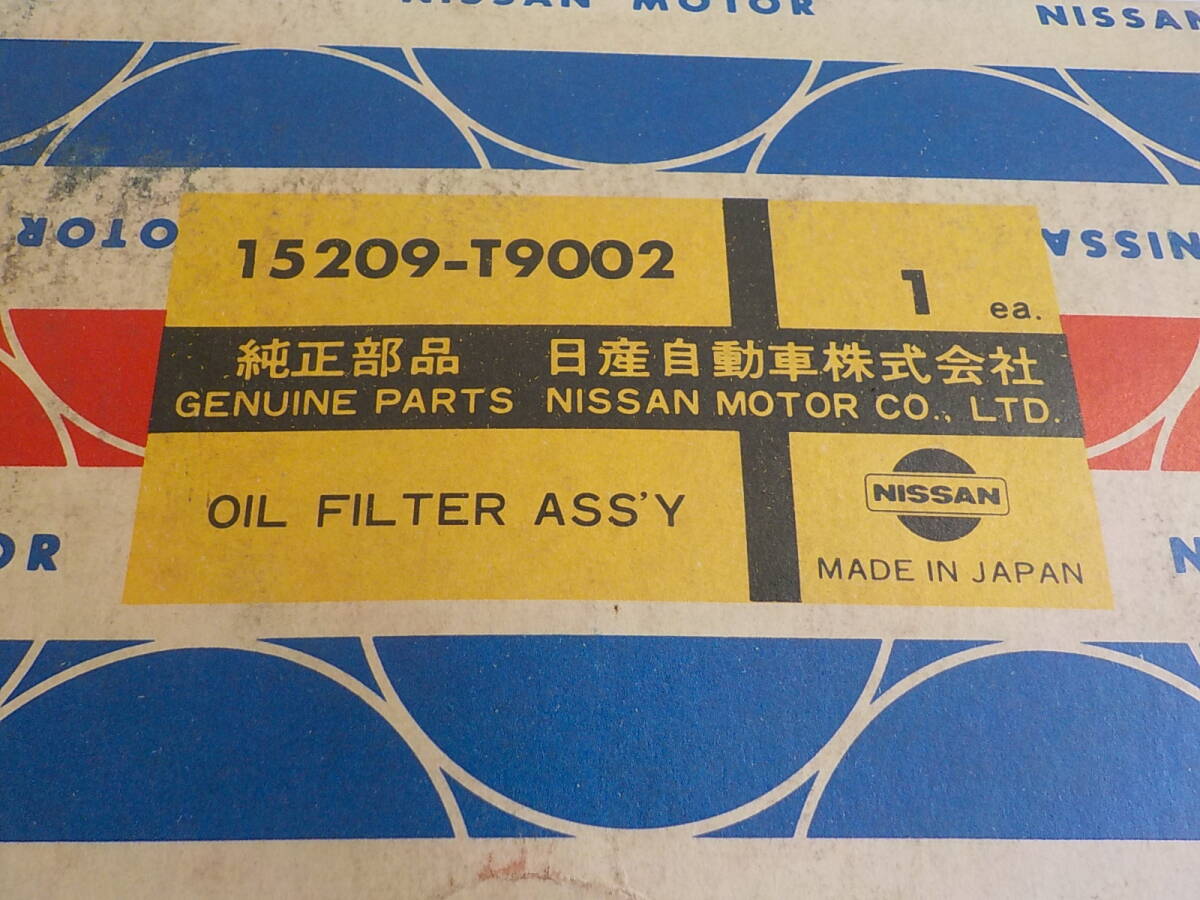 NISSAN MOTOR
NISSAN
MOTOR
NISSA
15209-T9002
1 ea.
純正部品 日産自動車株式会社
GENUINE PARTS NISSAN MOTOR CO., LTD.
OIL FILTER ASS'Y
NISSAN
MADE IN JAPAN
OR
N